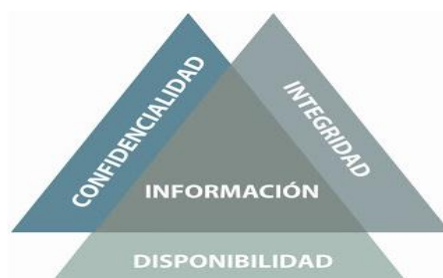 CONFIDENCIALIDAD
INTEGRIDAD
INFORMACIÓN
DISPONIBILIDAD